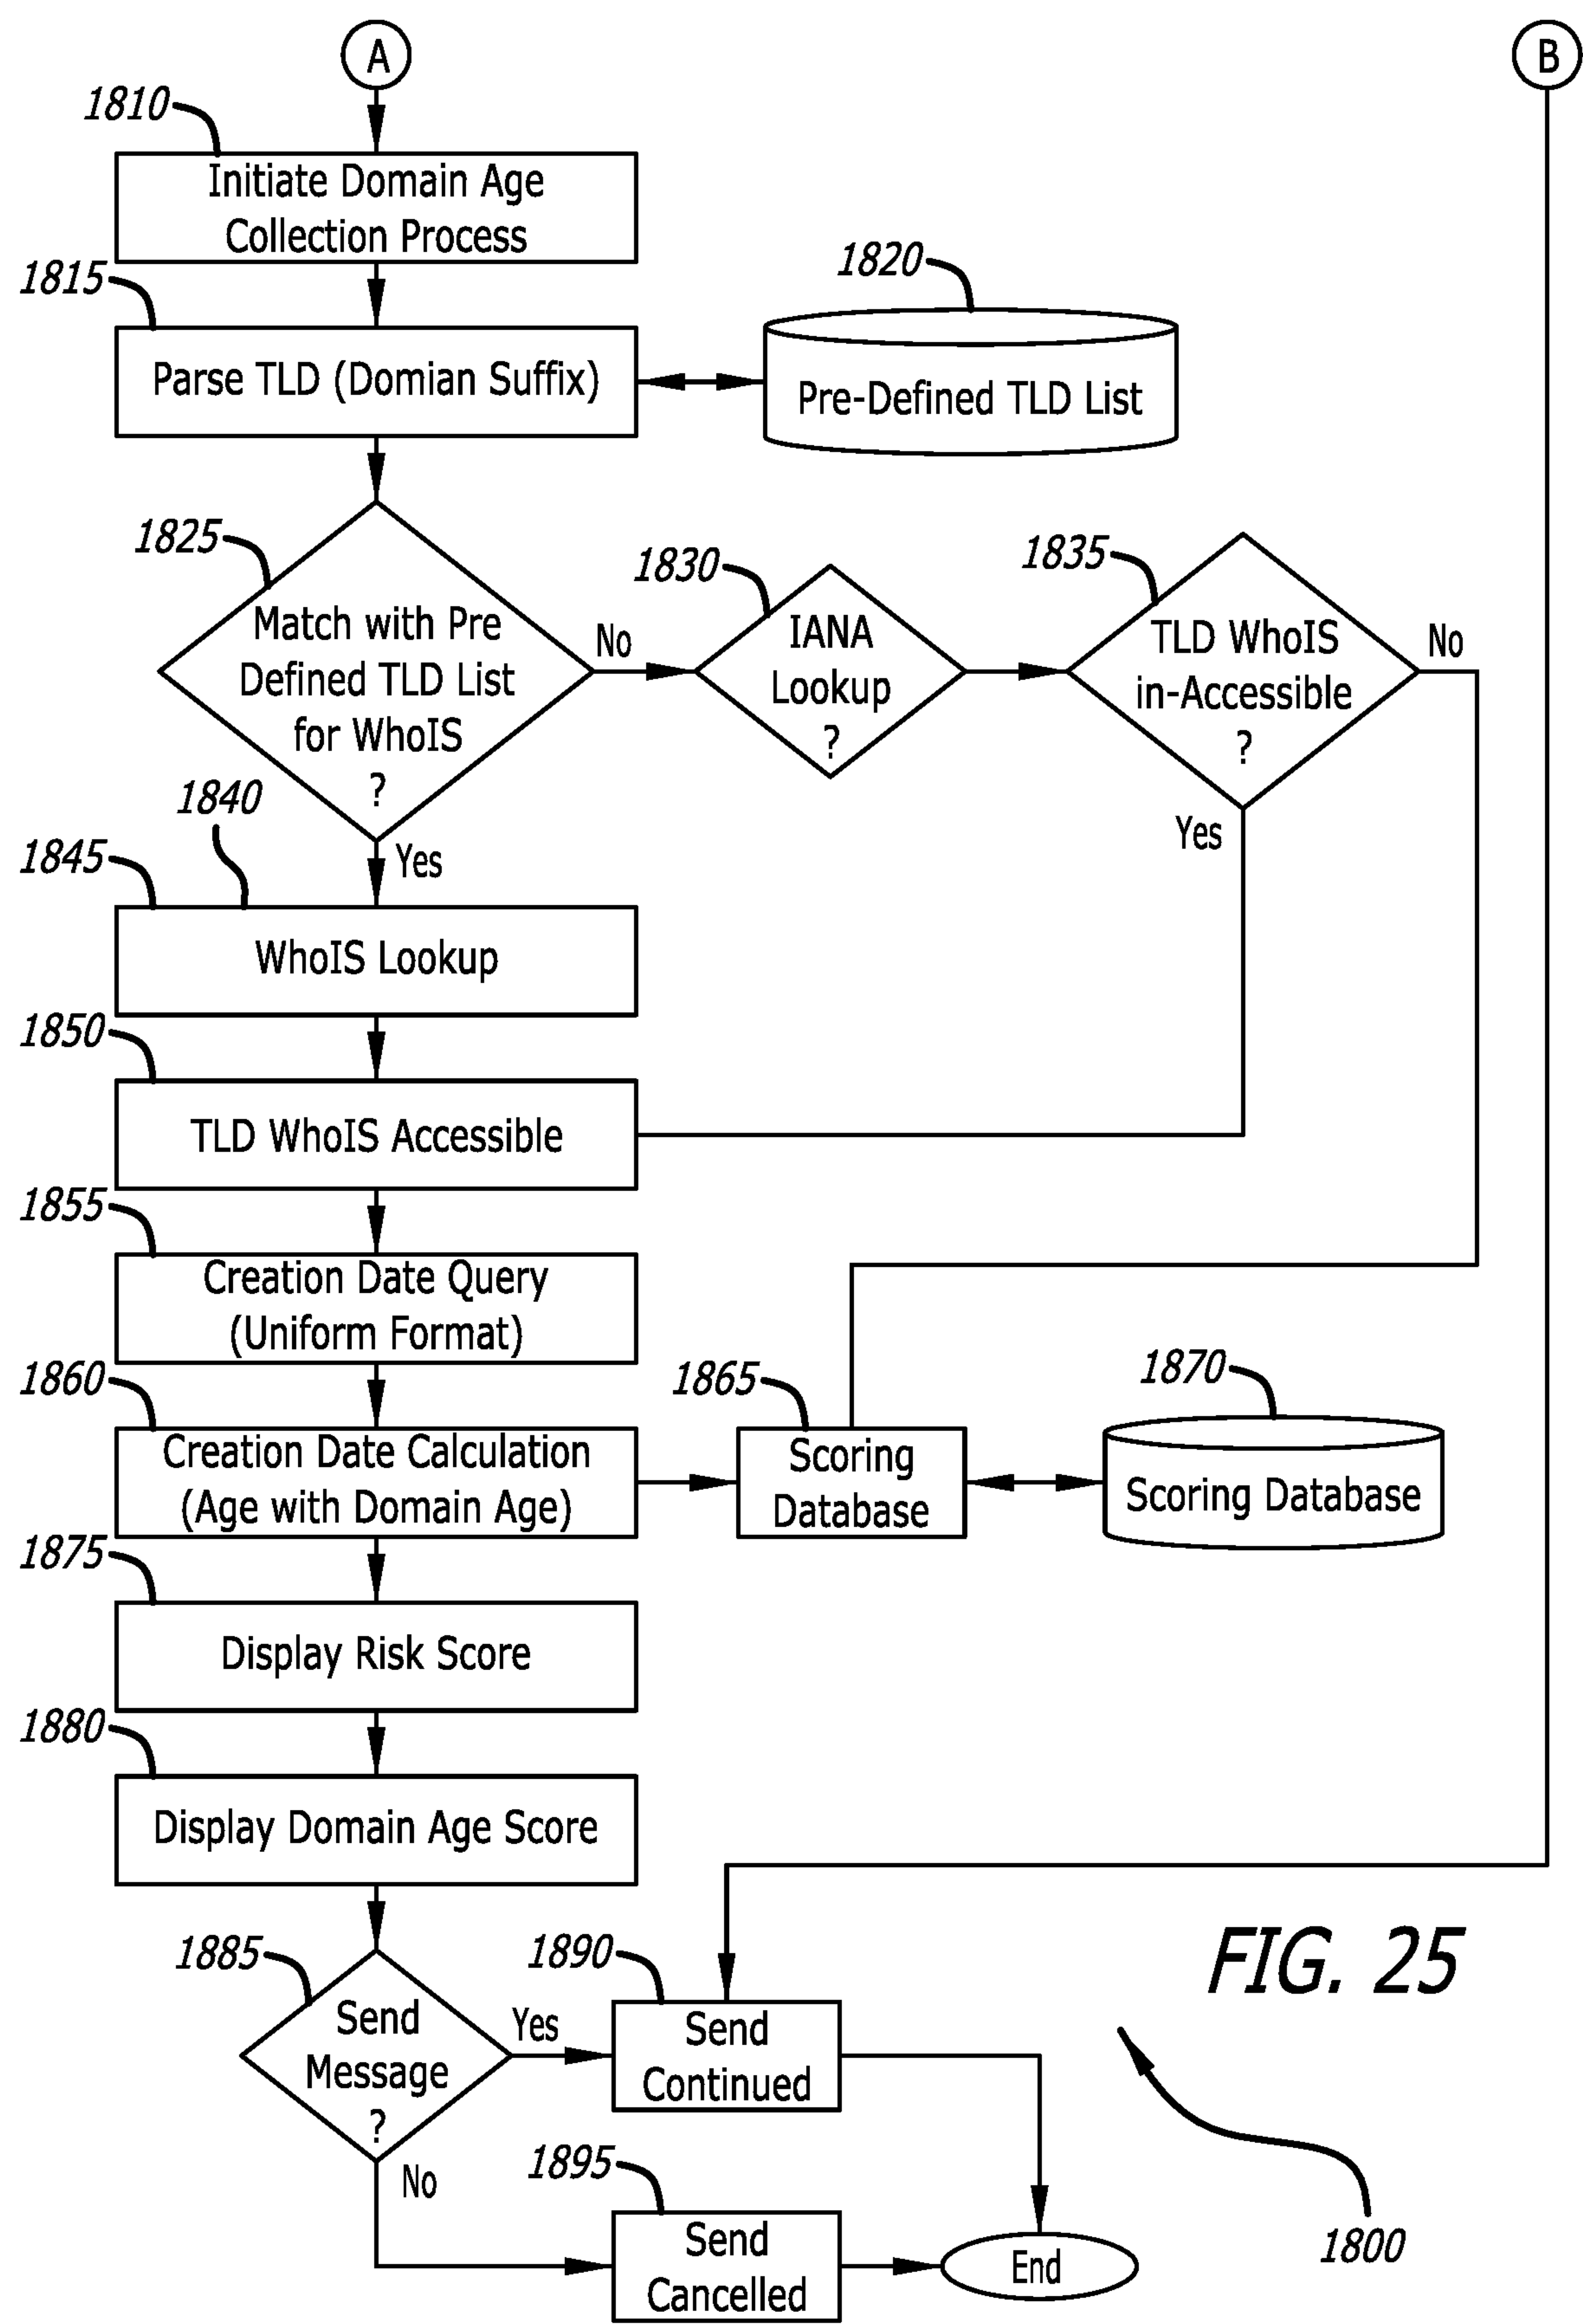 A
B
1810
Initiate Domain Age
Collection Process
1815
Parse TLD (Domian Suffix)
1820
Pre-Defined TLD List
1825
Match with Pre
Defined TLD List
for WhoIS
?
No
1830
IANA
Lookup
?
1835
TLD WhoIS
in-Accessible
?
No
Yes
1840
Yes
1845
WhoIS Lookup
1850
TLD WhoIS Accessible
1855
Creation Date Query
(Uniform Format)
1860
Creation Date Calculation
(Age with Domain Age)
1865
Scoring
Database
1870
Scoring Database
1875
Display Risk Score
1880
Display Domain Age Score
1885
Send
Message
?
Yes
No
1890
Send
Continued
1895
Send
Cancelled
End
FIG. 25
1800